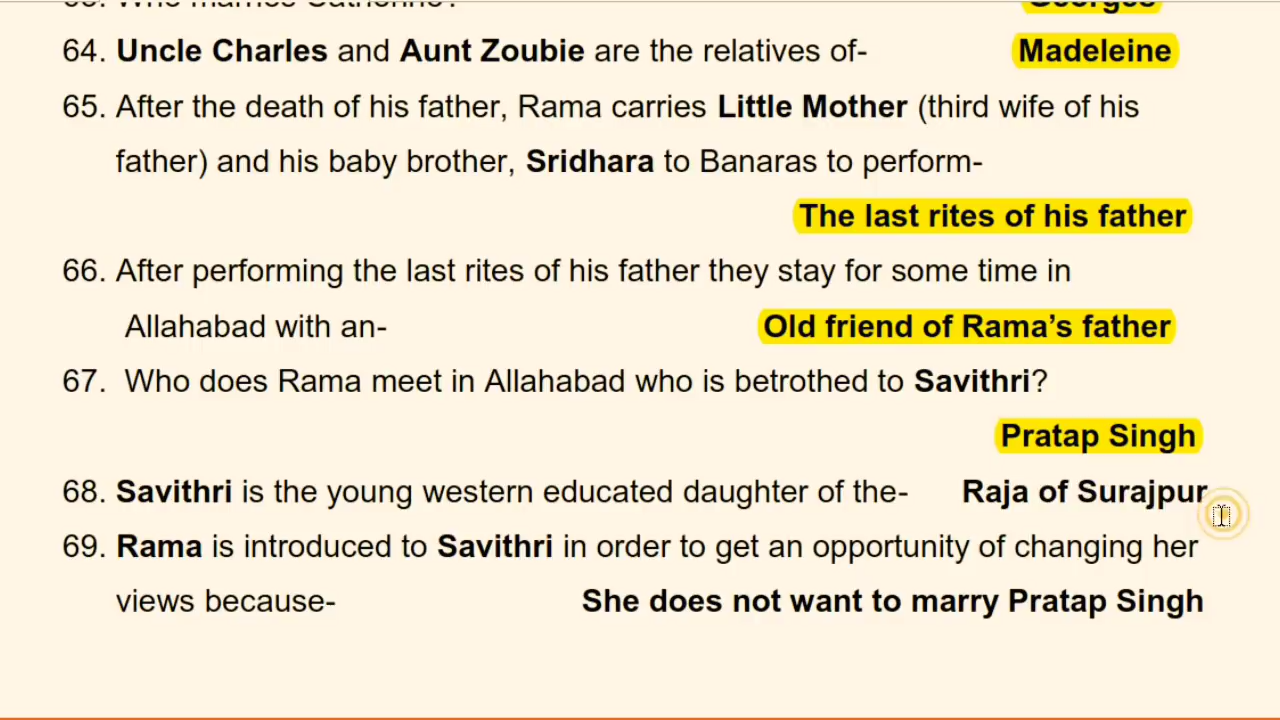 63. Who marries Catherine? Georges
64. Uncle Charles and Aunt Zoubie are the relatives of- Madeleine
65. After the death of his father, Rama carries Little Mother (third wife of his
father) and his baby brother, Sridhara to Banaras to perform-
The last rites of his father
66. After performing the last rites of his father they stay for some time in
Allahabad with an- Old friend of Rama’s father
67. Who does Rama meet in Allahabad who is betrothed to Savithri?
Pratap Singh
68. Savithri is the young western educated daughter of the- Raja of Surajpur
69. Rama is introduced to Savithri in order to get an opportunity of changing her
views because- She does not want to marry Pratap Singh